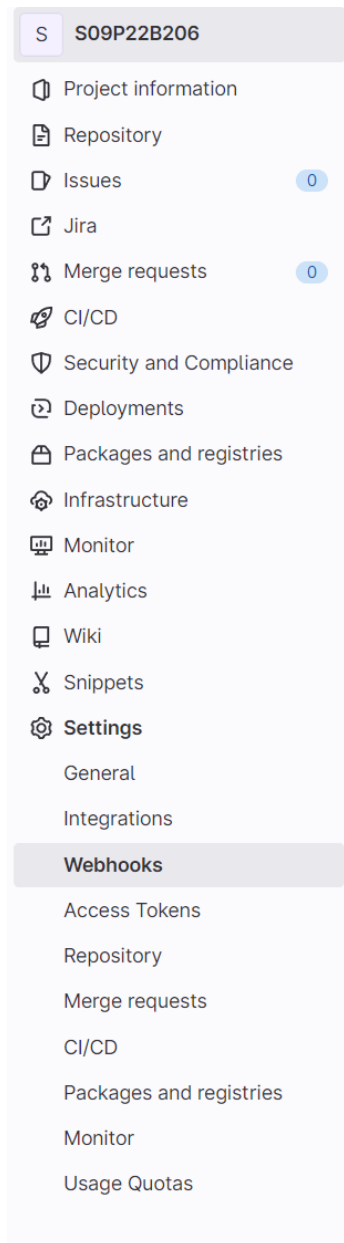 S S09P22B206
Project information
Repository
Issues 0
Jira
Merge requests 0
CI/CD
Security and Compliance
Deployments
Packages and registries
Infrastructure
Monitor
Analytics
Wiki
Snippets
Settings
General
Integrations
Webhooks
Access Tokens
Repository
Merge requests
CI/CD
Packages and registries
Monitor
Usage Quotas